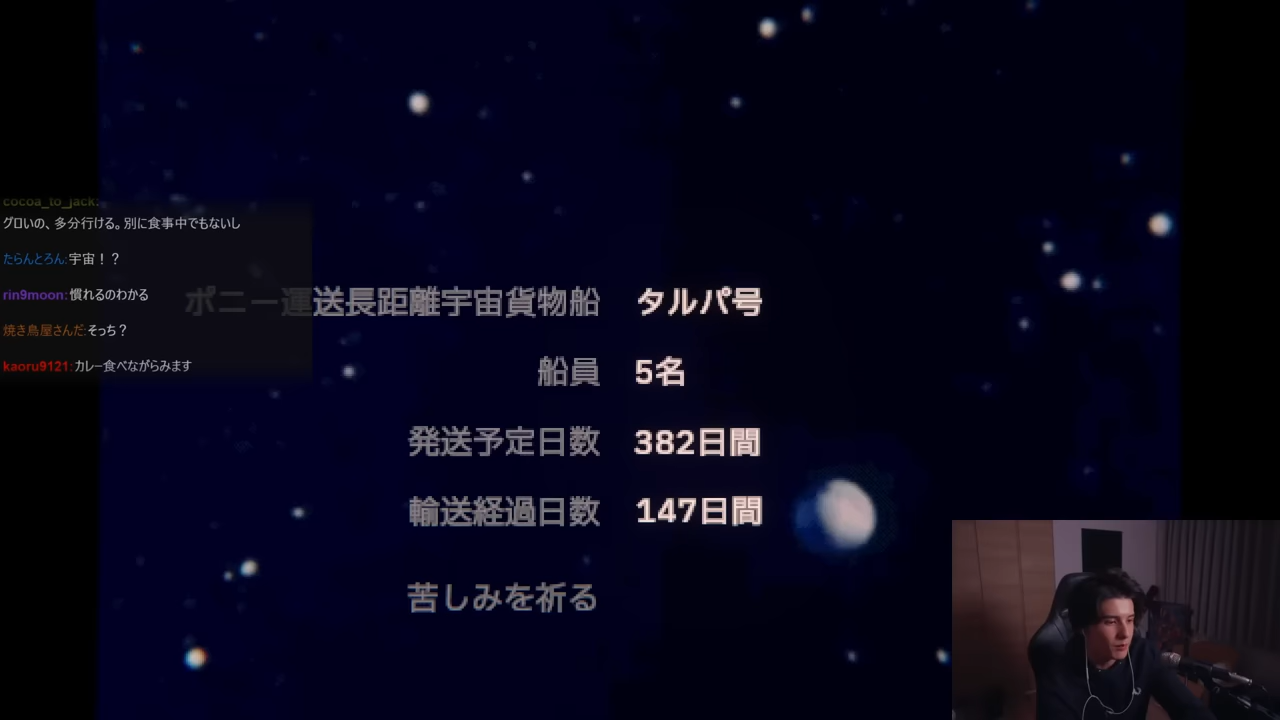 cocoa_to_jack:
グロいの、多分行ける。別に食事中でもないし
たらんとろん:宇宙！？
rin9moon:慣れるのわかる
焼き鳥屋さんだ:そっち？
kaoru9121:カレー食べながらみます
ポニー運送長距離宇宙貨物船 タルパ号
船員 5名
発送予定日数 382日間
輸送経過日数 147日間
苦しみを祈る